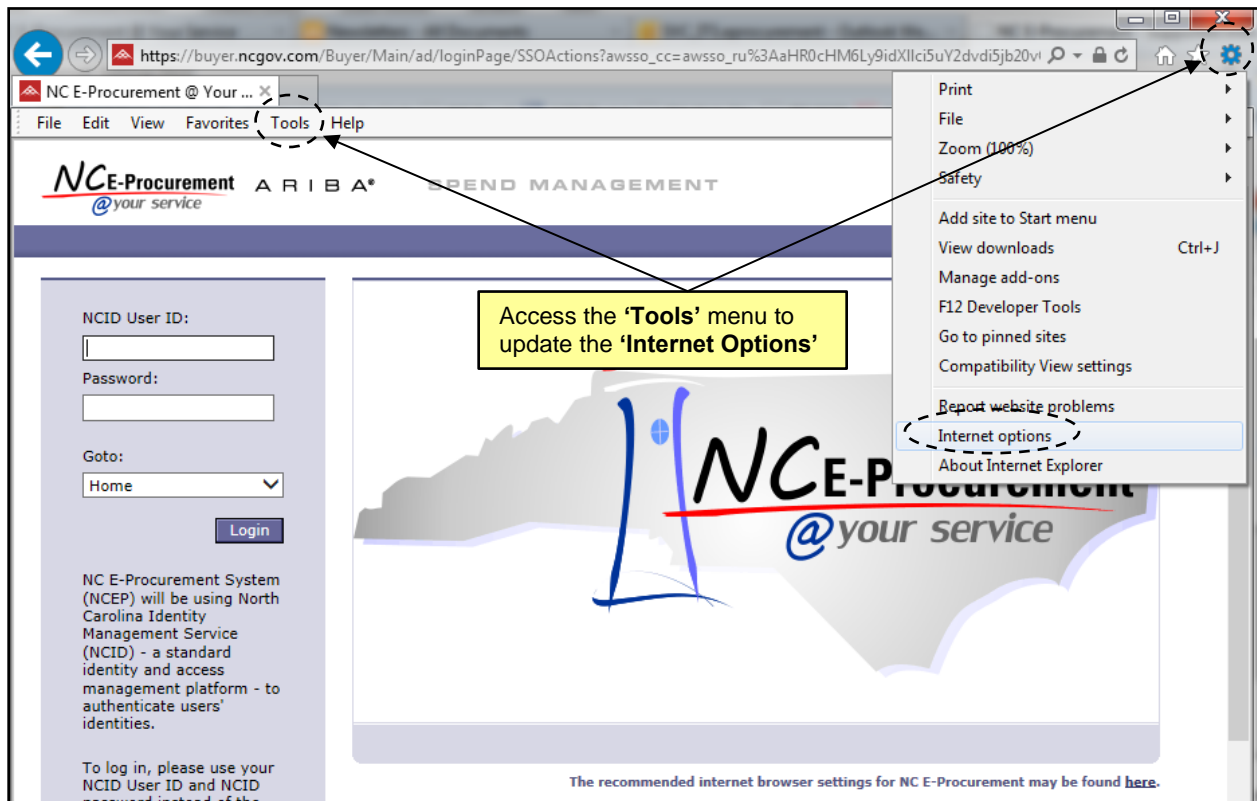 https://buyer.ncgov.com/Buyer/Main/ad/loginPage/SSOActions?awsso_cc=awsso_ru%3AaHR0cHM6Ly9idXllci5uY2dvdi5jb20v
NC E-Procurement @ Your ...
File Edit View Favorites Tools Help
NCE-Procurement
@your service
ARIBA®
SPEND MANAGEMENT
Print
File
Zoom (100%)
Safety
Add site to Start menu
View downloads Ctrl+J
Manage add-ons
F12 Developer Tools
Go to pinned sites
Compatibility View settings
Report website problems
Internet options
About Internet Explorer
Access the ‘Tools’ menu to
update the ‘Internet Options’
NCID User ID:
Password:
Goto:
Home
Login
NC E-Procurement System
(NCEP) will be using North
Carolina Identity
Management Service
(NCID) - a standard
identity and access
management platform - to
authenticate users'
identities.
To log in, please use your
NCID User ID and NCID
password instead of the
NCE-Procurement
@your service
The recommended internet browser settings for NC E-Procurement may be found here.